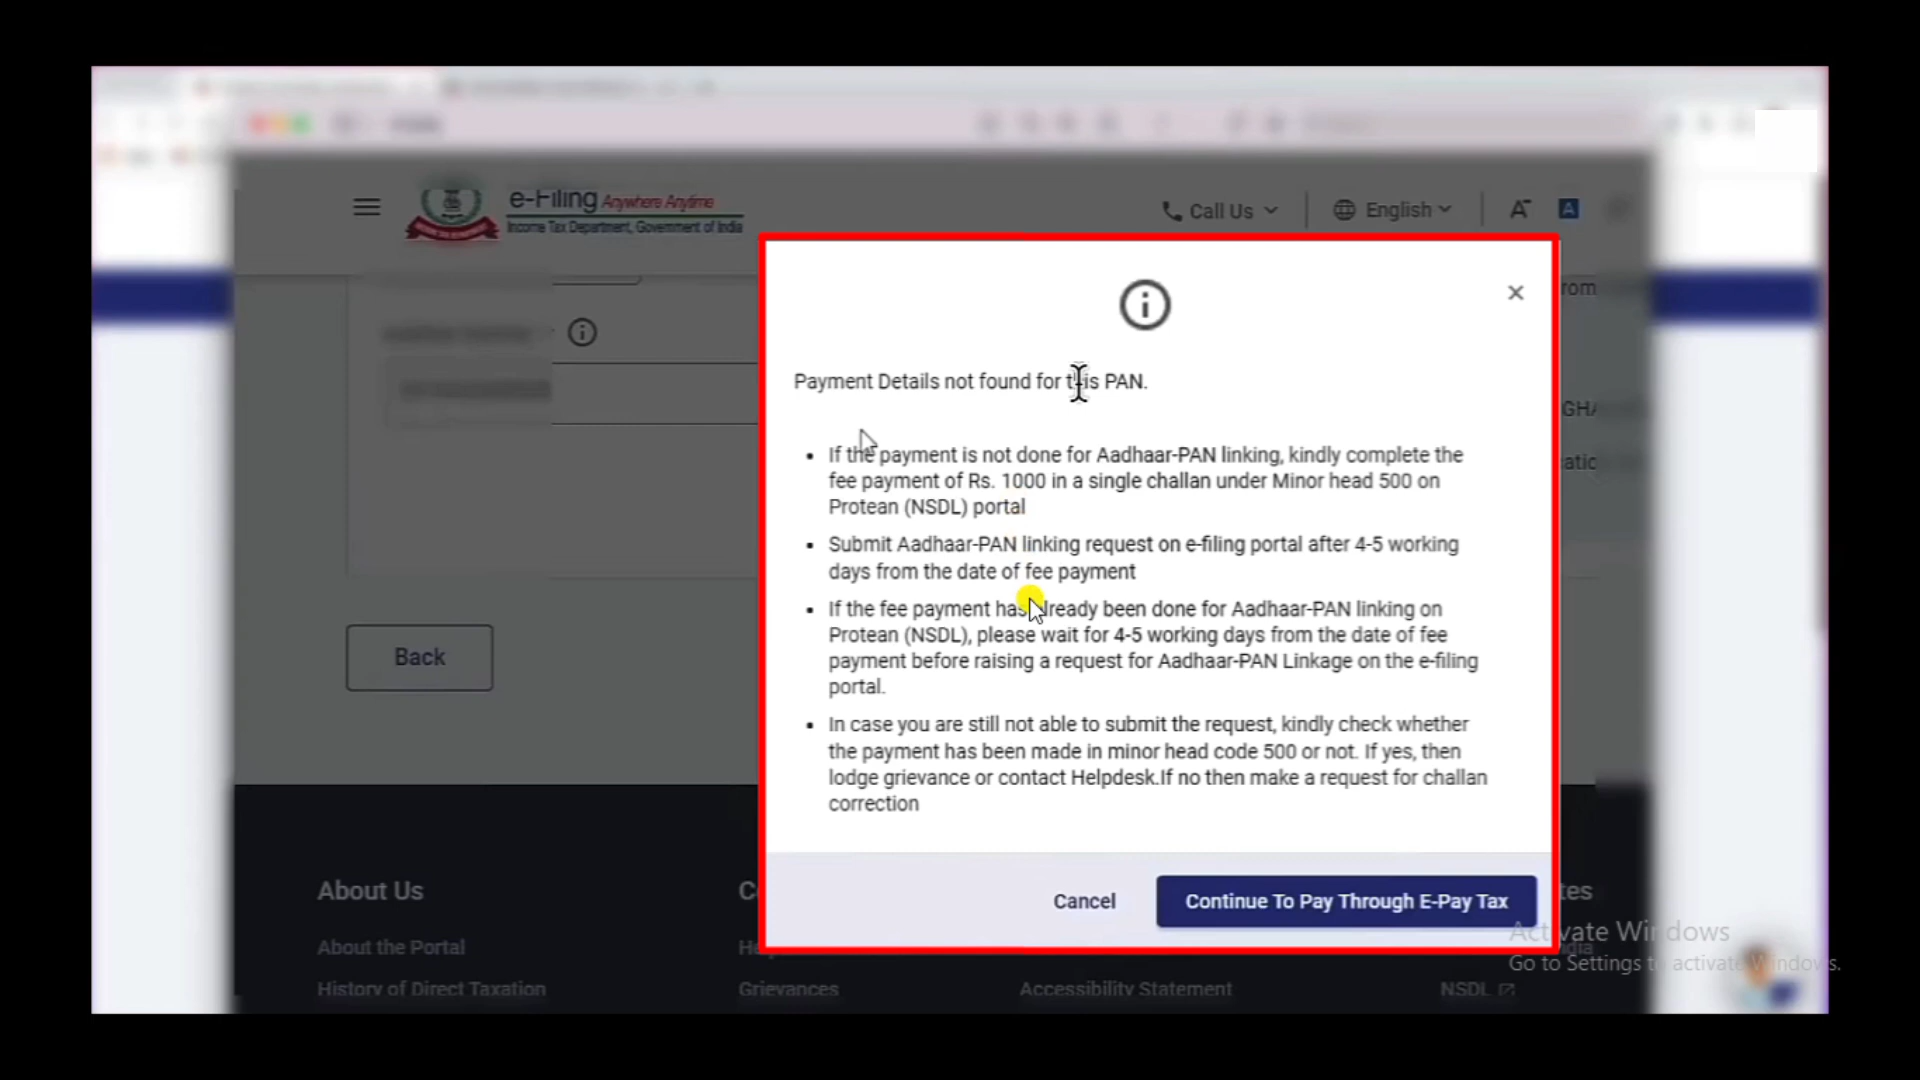 e-Filing Anywhere Anytime
Income Tax Department, Government of India
Call Us
English
A
A
Payment Details not found for this PAN.
• If the payment is not done for Aadhaar-PAN linking, kindly complete the
fee payment of Rs. 1000 in a single challan under Minor head 500 on
Protean (NSDL) portal
• Submit Aadhaar-PAN linking request on e-filing portal after 4-5 working
days from the date of fee payment
• If the fee payment has already been done for Aadhaar-PAN linking on
Protean (NSDL), please wait for 4-5 working days from the date of fee
payment before raising a request for Aadhaar-PAN Linkage on the e-filing
portal.
• In case you are still not able to submit the request, kindly check whether
the payment has been made in minor head code 500 or not. If yes, then
lodge grievance or contact Helpdesk.If no then make a request for challan
correction
Back
Cancel
Continue To Pay Through E-Pay Tax
About Us
About the Portal
History of Direct Taxation
Grievances
Accessibility Statement
NSDL
Activate Windows
Go to Settings to activate Windows.